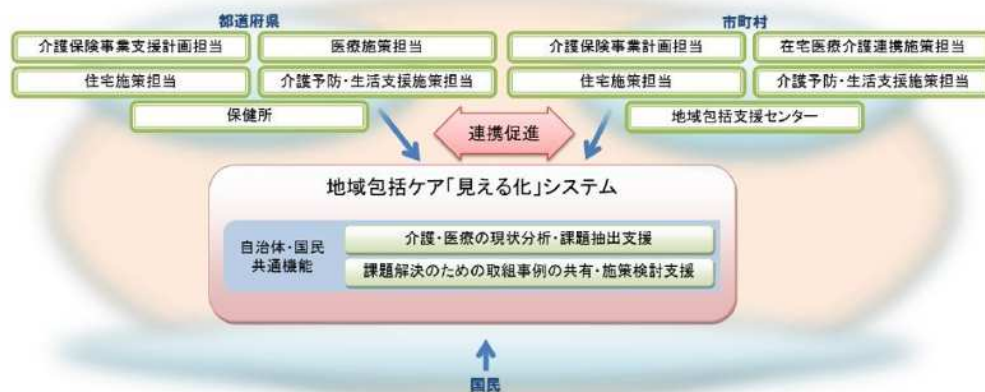 都道府県
市町村
介護保険事業支援計画担当
医療施策担当
介護保険事業計画担当
在宅医療介護連携施策担当
住宅施策担当
介護予防・生活支援施策担当
住宅施策担当
介護予防・生活支援施策担当
保健所
地域包括支援センター
連携促進
地域包括ケア「見える化」システム
自治体・国民
共通機能
介護・医療の現状分析・課題抽出支援
課題解決のための取組事例の共有・施策検討支援
国民